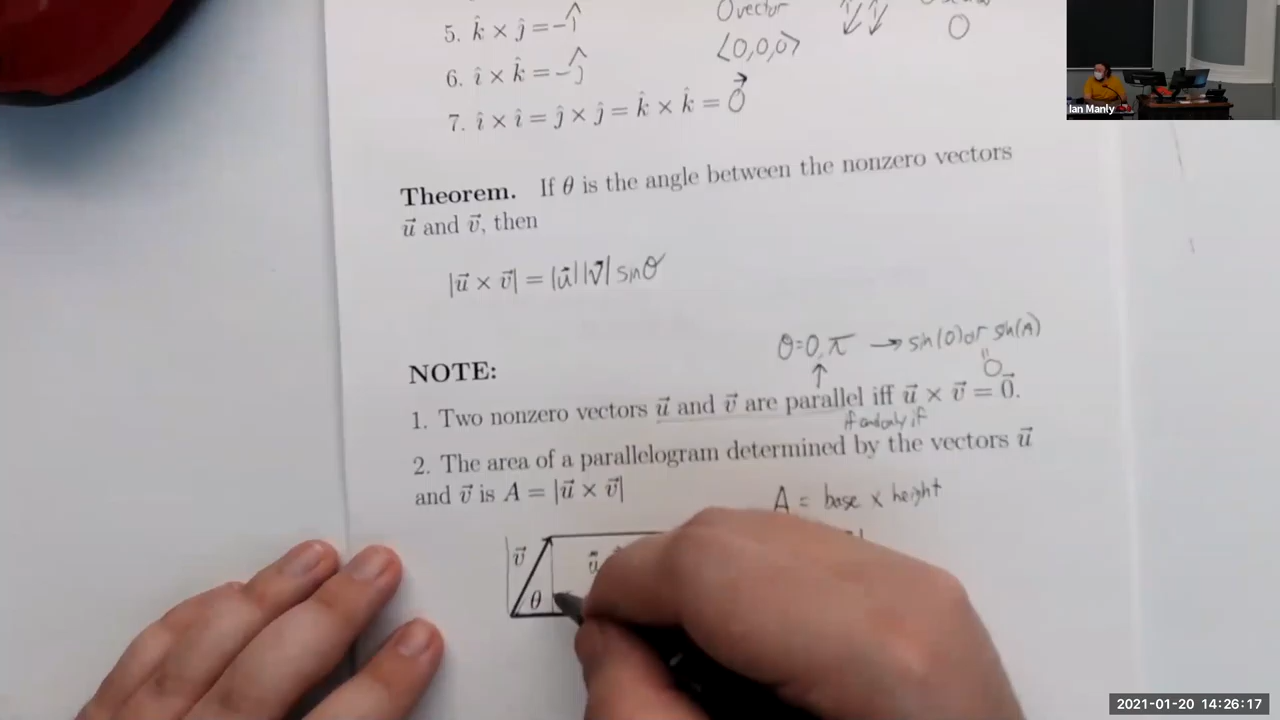 5. k̂ × ĵ = -î
0 vector
⟨0,0,0⟩
0
6. î × k̂ = -ĵ
7. î × î = ĵ × ĵ = k̂ × k̂ = 0⃗
Ian Manly
Theorem. If θ is the angle between the nonzero vectors
u⃗ and v⃗, then
|u⃗ × v⃗| = |u⃗||v⃗| sinθ
θ=0,π → sin(0) or sin(π)
"
0
NOTE:
1. Two nonzero vectors u⃗ and v⃗ are parallel iff u⃗ × v⃗ = 0⃗.
if and only if
2. The area of a parallelogram determined by the vectors u⃗
and v⃗ is A = |u⃗ × v⃗|
A = base × height
v⃗
u⃗
θ
2021-01-20 14:26:17